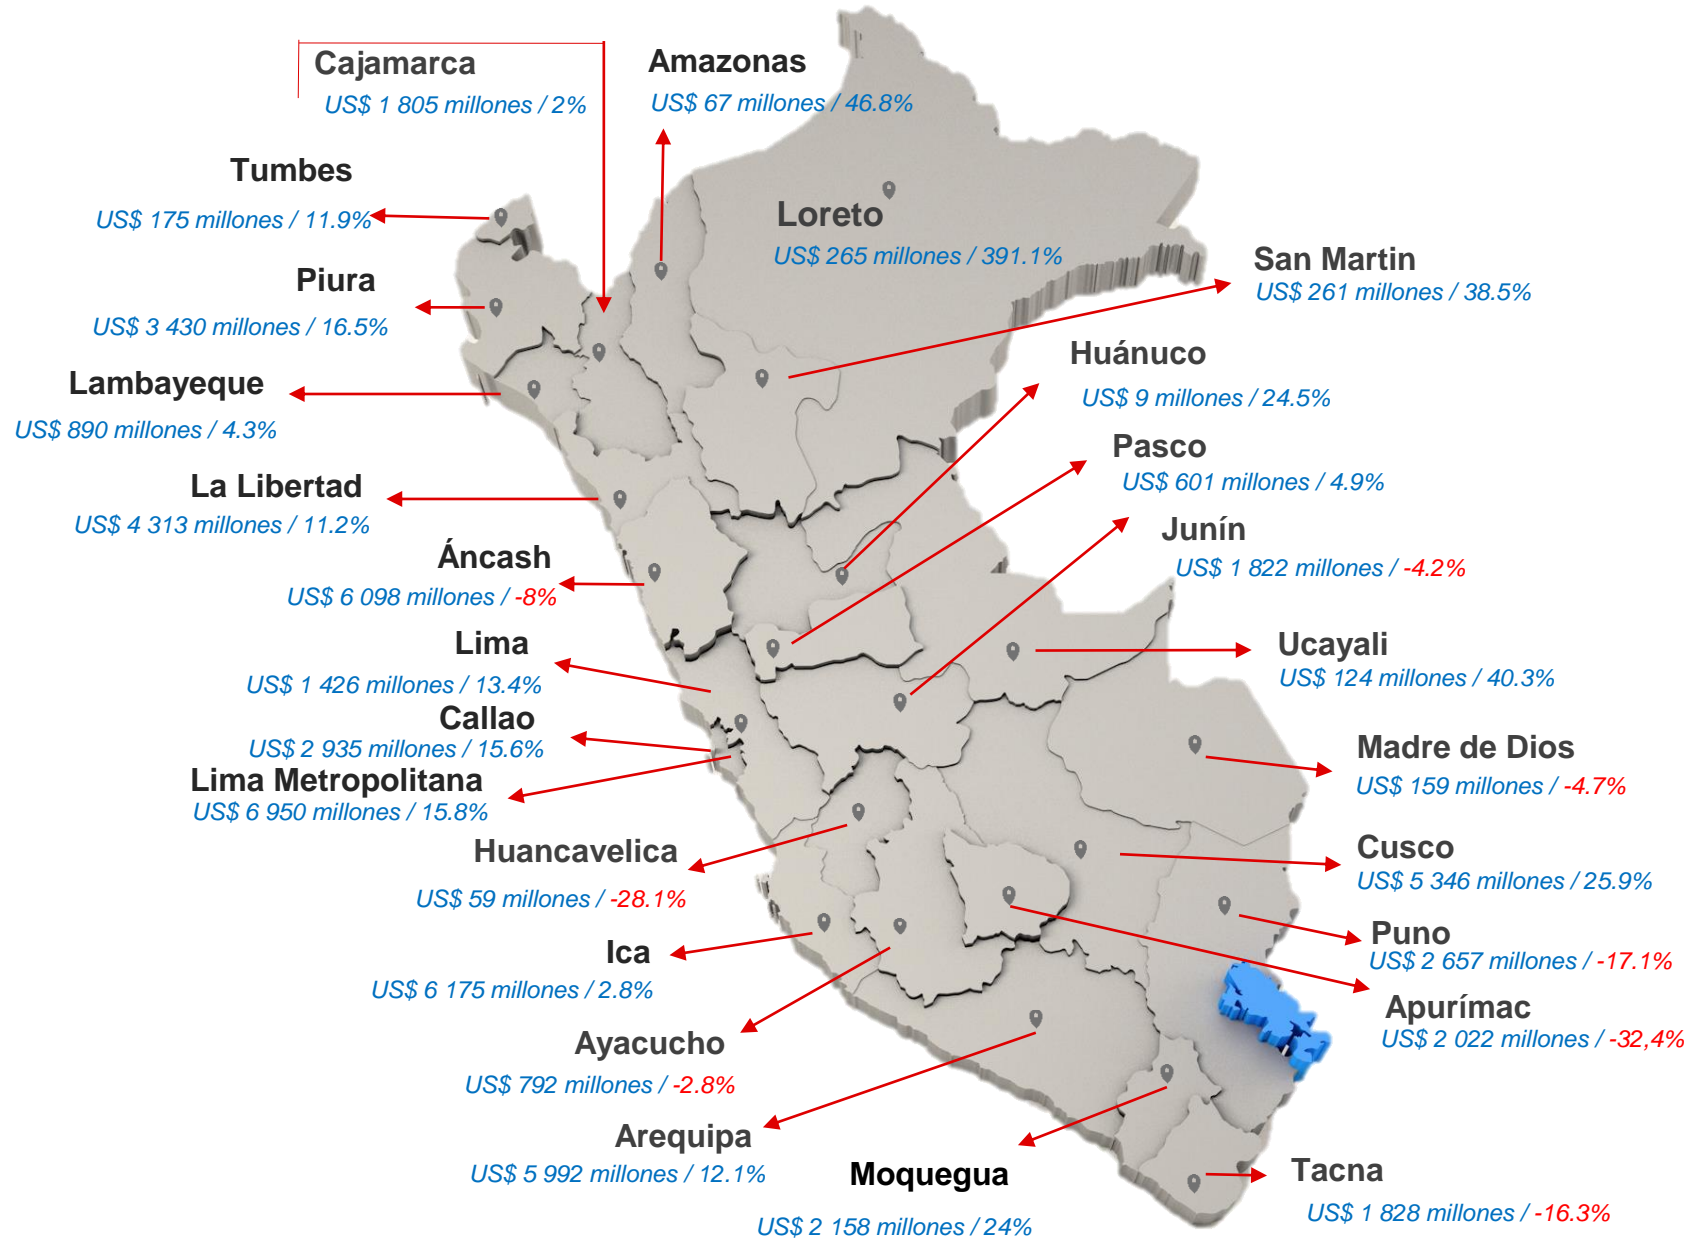 Cajamarca
US$ 1 805 millones / 2%
Amazonas
US$ 67 millones / 46.8%
Tumbes
US$ 175 millones / 11.9%
Loreto
US$ 265 millones / 391.1%
San Martin
US$ 261 millones / 38.5%
Piura
US$ 3 430 millones / 16.5%
Huánuco
US$ 9 millones / 24.5%
Lambayeque
US$ 890 millones / 4.3%
Pasco
US$ 601 millones / 4.9%
La Libertad
US$ 4 313 millones / 11.2%
Junín
US$ 1 822 millones / -4.2%
Áncash
US$ 6 098 millones / -8%
Lima
US$ 1 426 millones / 13.4%
Ucayali
US$ 124 millones / 40.3%
Callao
US$ 2 935 millones / 15.6%
Madre de Dios
US$ 159 millones / -4.7%
Lima Metropolitana
US$ 6 950 millones / 15.8%
Huancavelica
US$ 59 millones / -28.1%
Cusco
US$ 5 346 millones / 25.9%
Puno
US$ 2 657 millones / -17.1%
Ica
US$ 6 175 millones / 2.8%
Apurímac
US$ 2 022 millones / -32,4%
Ayacucho
US$ 792 millones / -2.8%
Arequipa
US$ 5 992 millones / 12.1%
Moquegua
US$ 2 158 millones / 24%
Tacna
US$ 1 828 millones / -16.3%